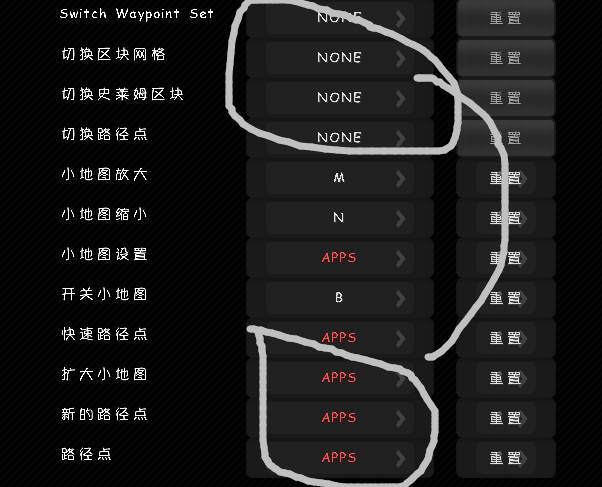 Switch Waypoint Set NONE 重置
切换区块网格 NONE 重置
切换史莱姆区块 NONE 重置
切换路径点 NONE 重置
小地图放大 M 重置
小地图缩小 N 重置
小地图设置 APPS 重置
开关小地图 B 重置
快速路径点 APPS 重置
扩大小地图 APPS 重置
新的路径点 APPS 重置
路径点 APPS 重置